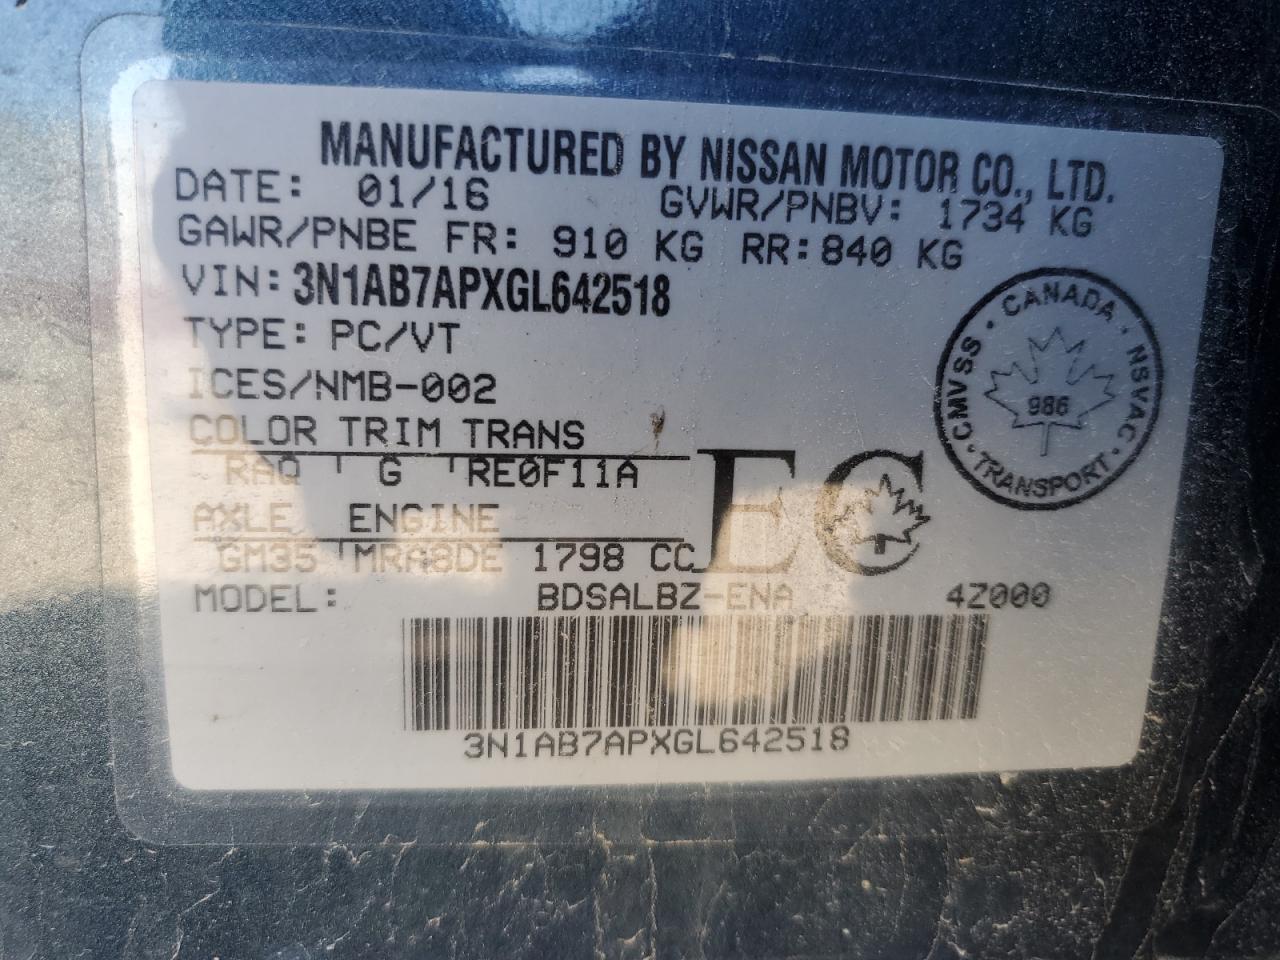 MANUFACTURED BY NISSAN MOTOR CO., LTD.
DATE: 01/16 GVWR/PNBV: 1734 KG
GAWR/PNBE FR: 910 KG RR: 840 KG
VIN: 3N1AB7APXGL642518
TYPE: PC/VT
ICES/NMB-002
COLOR TRIM TRANS
RAQ G RE0F11A
AXLE ENGINE
GM35 MRA8DE 1798 CC
MODEL: BDSALBZ-ENA 4Z000
3N1AB7APXGL642518
EC
CMVSS · CANADA · NSVAC · TRANSPORT ·
986